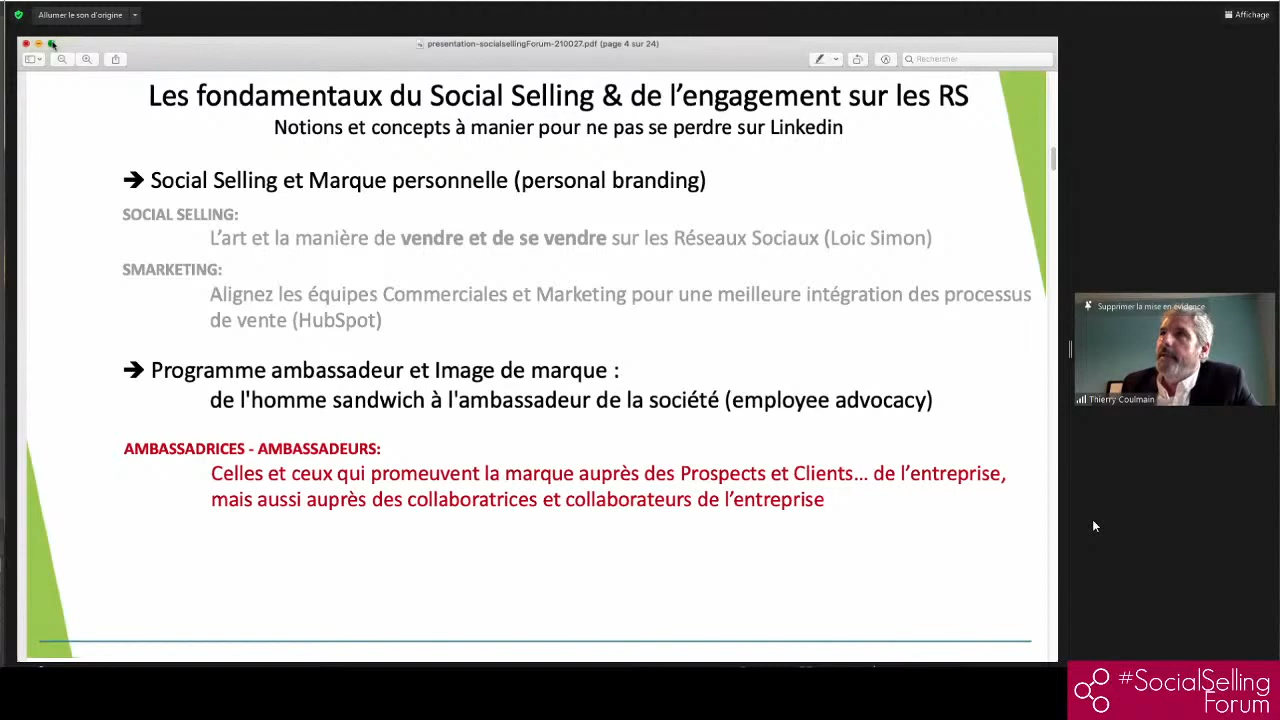 Allumer le son d'origine
Affichage
presentation-socialsellingForum-210027.pdf (page 4 sur 24)
Rechercher
Les fondamentaux du Social Selling & de l'engagement sur les RS
Notions et concepts à manier pour ne pas se perdre sur Linkedin
➔ Social Selling et Marque personnelle (personal branding)
SOCIAL SELLING:
L'art et la manière de vendre et de se vendre sur les Réseaux Sociaux (Loic Simon)
SMARKETING:
Alignez les équipes Commerciales et Marketing pour une meilleure intégration des processus
de vente (HubSpot)
➔ Programme ambassadeur et Image de marque :
de l'homme sandwich à l'ambassadeur de la société (employee advocacy)
AMBASSADRICES - AMBASSADEURS:
Celles et ceux qui promeuvent la marque auprès des Prospects et Clients... de l'entreprise,
mais aussi auprès des collaboratrices et collaborateurs de l'entreprise
Supprimer la mise en évidence
Thierry Coulmain
#SocialSelling
Forum